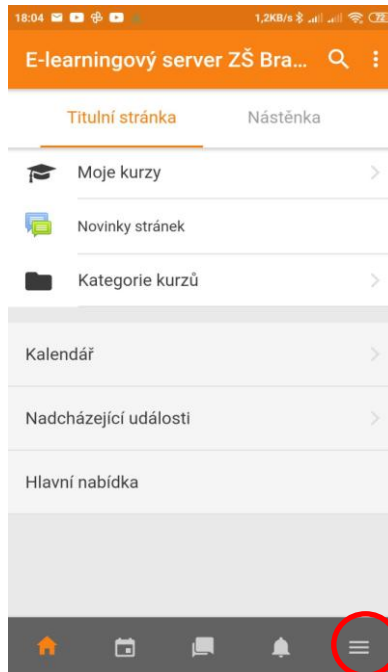 18:04 1,2KB/s 72
E-learningový server ZŠ Bra...
Titulní stránka Nástěnka
Moje kurzy
Novinky stránek
Kategorie kurzů
Kalendář
Nadcházející události
Hlavní nabídka